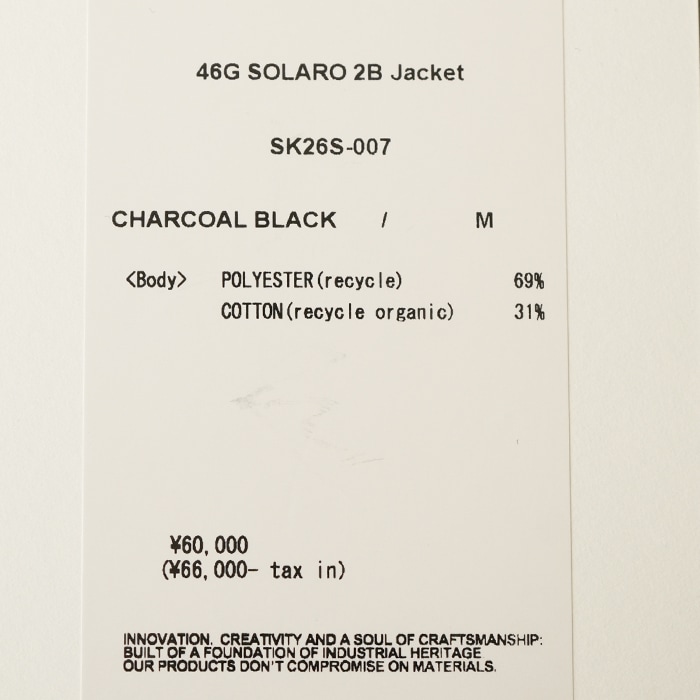 46G SOLARO 2B Jacket
SK26S-007
CHARCOAL BLACK / M
<Body> POLYESTER(recycle) 69%
COTTON(recycle organic) 31%
¥60,000
(¥66,000- tax in)
INNOVATION, CREATIVITY AND A SOUL OF CRAFTSMANSHIP:
BUILT OF A FOUNDATION OF INDUSTRIAL HERITAGE
OUR PRODUCTS DON'T COMPROMISE ON MATERIALS.